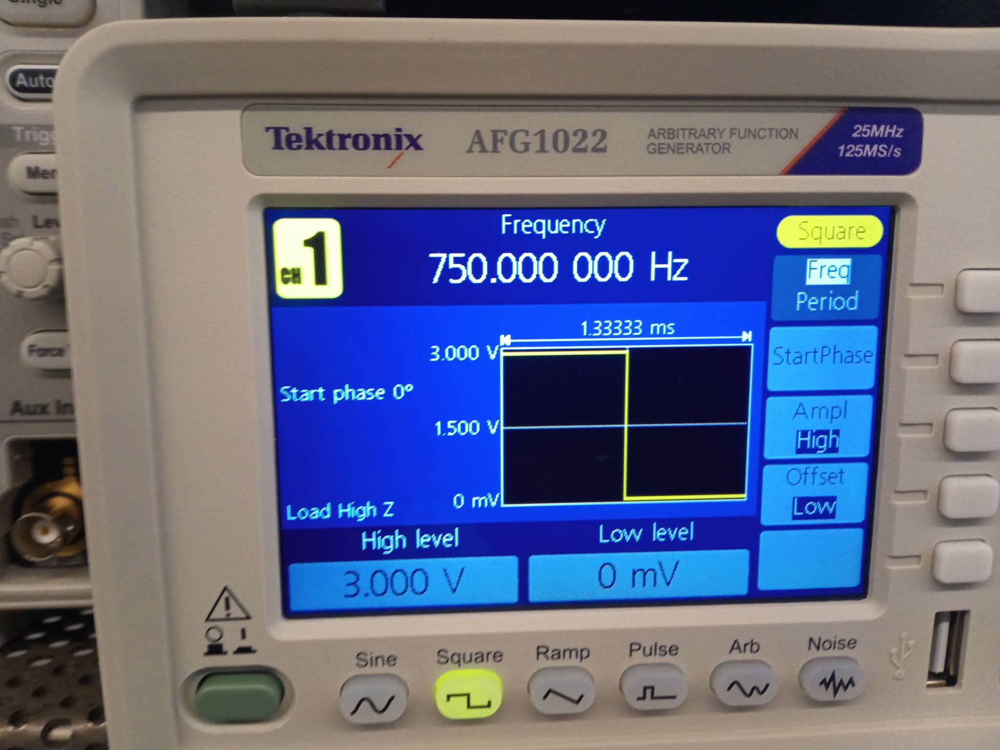 Single
Auto
Trigg
Men
Lev
Force
Aux In
Tektronix AFG1022 ARBITRARY FUNCTION GENERATOR
25MHz
125MS/s
CH 1
Frequency
750.000 000 Hz
Square
Freq
Period
StartPhase
Ampl
High
Offset
Low
1.33333 ms
3.000 V
Start phase 0°
1.500 V
0 mV
Load High Z
High level
Low level
3.000 V
0 mV
Sine
Square
Ramp
Pulse
Arb
Noise